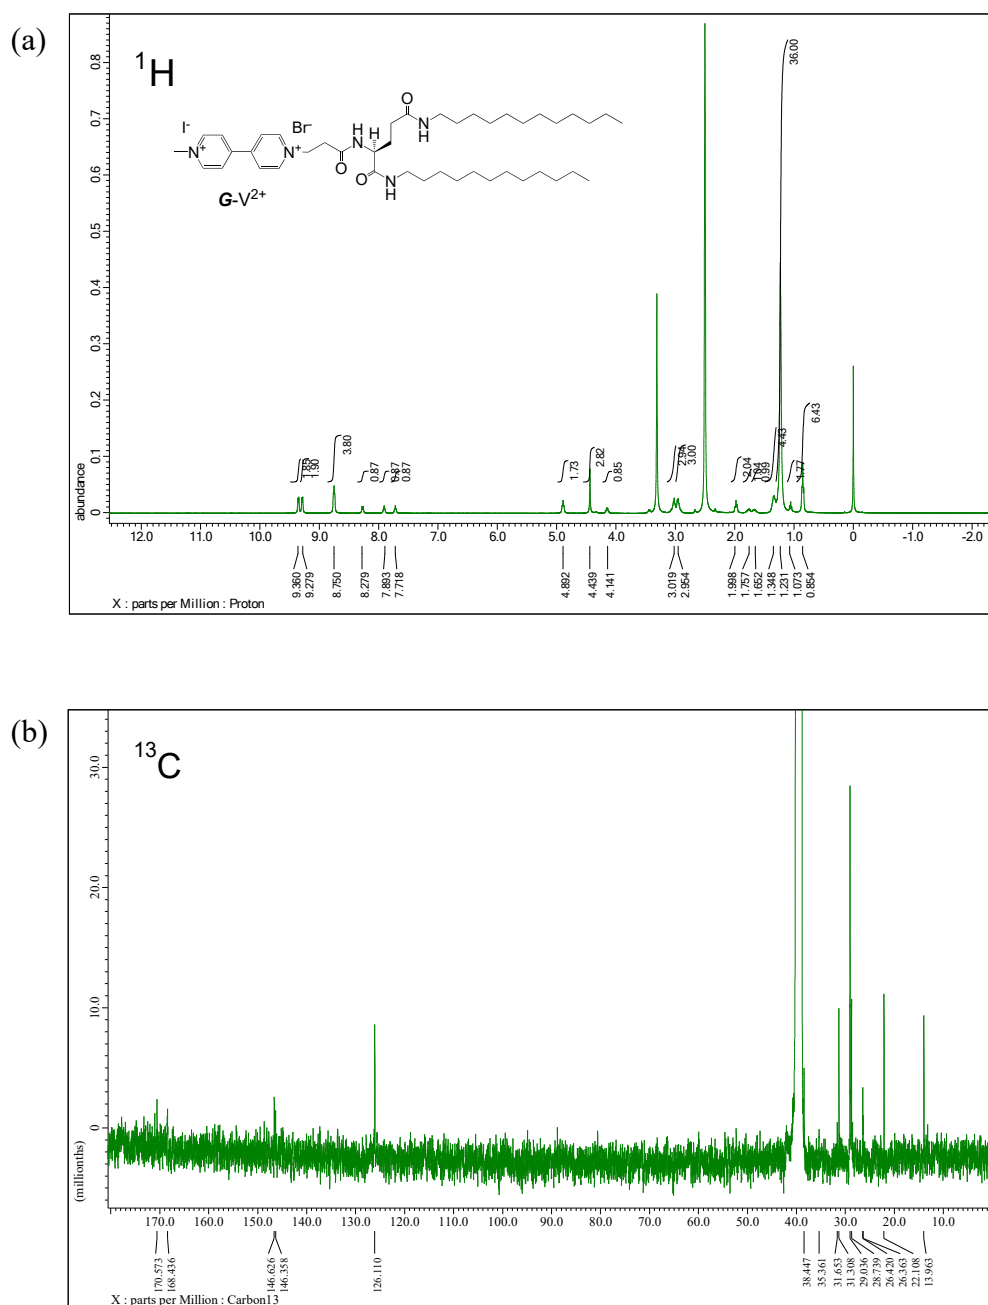 (a)
¹H
I⁻
Br⁻
O
N
H
H
N⁺
N⁺
N
H
O
O
N
H
G-V²⁺
36.00
6.43
4.43
1.77
3.80
1.90
0.87
0.87
0.87
1.73
2.82
0.85
2.94
3.00
2.04
0.99
abundance
0 0.1 0.2 0.3 0.4 0.5 0.6 0.7 0.8
12.0 11.0 10.0 9.0 8.0 7.0 6.0 5.0 4.0 3.0 2.0 1.0 0 -1.0 -2.0
9.360 9.279 8.750 8.279 7.893 7.718 4.892 4.439 4.141 3.019 2.954 1.998 1.757 1.652 1.348 1.231 1.073 0.854
X : parts per Million : Proton
(b)
¹³C
(millionths)
0 10.0 20.0 30.0
170.0 160.0 150.0 140.0 130.0 120.0 110.0 100.0 90.0 80.0 70.0 60.0 50.0 40.0 30.0 20.0 10.0
170.573 168.436 146.626 146.358 126.110 38.447 35.361 31.653 31.308 29.036 28.739 26.420 26.363 22.108 13.963
X : parts per Million : Carbon13